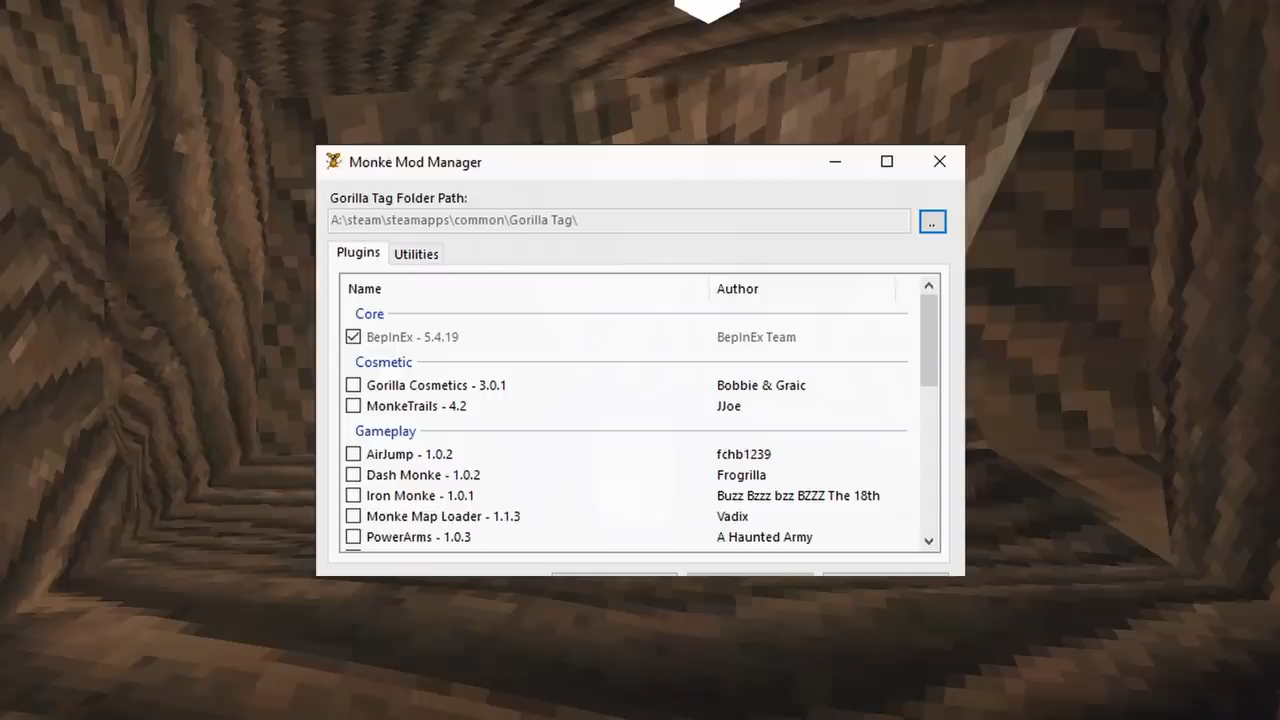 Monke Mod Manager
Gorilla Tag Folder Path:
A:\steam\steamapps\common\Gorilla Tag\
..
Plugins Utilities
Name Author
Core
BepInEx - 5.4.19 BepInEx Team
Cosmetic
Gorilla Cosmetics - 3.0.1 Bobbie & Graic
MonkeTrails - 4.2 JJoe
Gameplay
AirJump - 1.0.2 fchb1239
Dash Monke - 1.0.2 Frogrilla
Iron Monke - 1.0.1 Buzz Bzzz bzz BZZZ The 18th
Monke Map Loader - 1.1.3 Vadix
PowerArms - 1.0.3 A Haunted Army